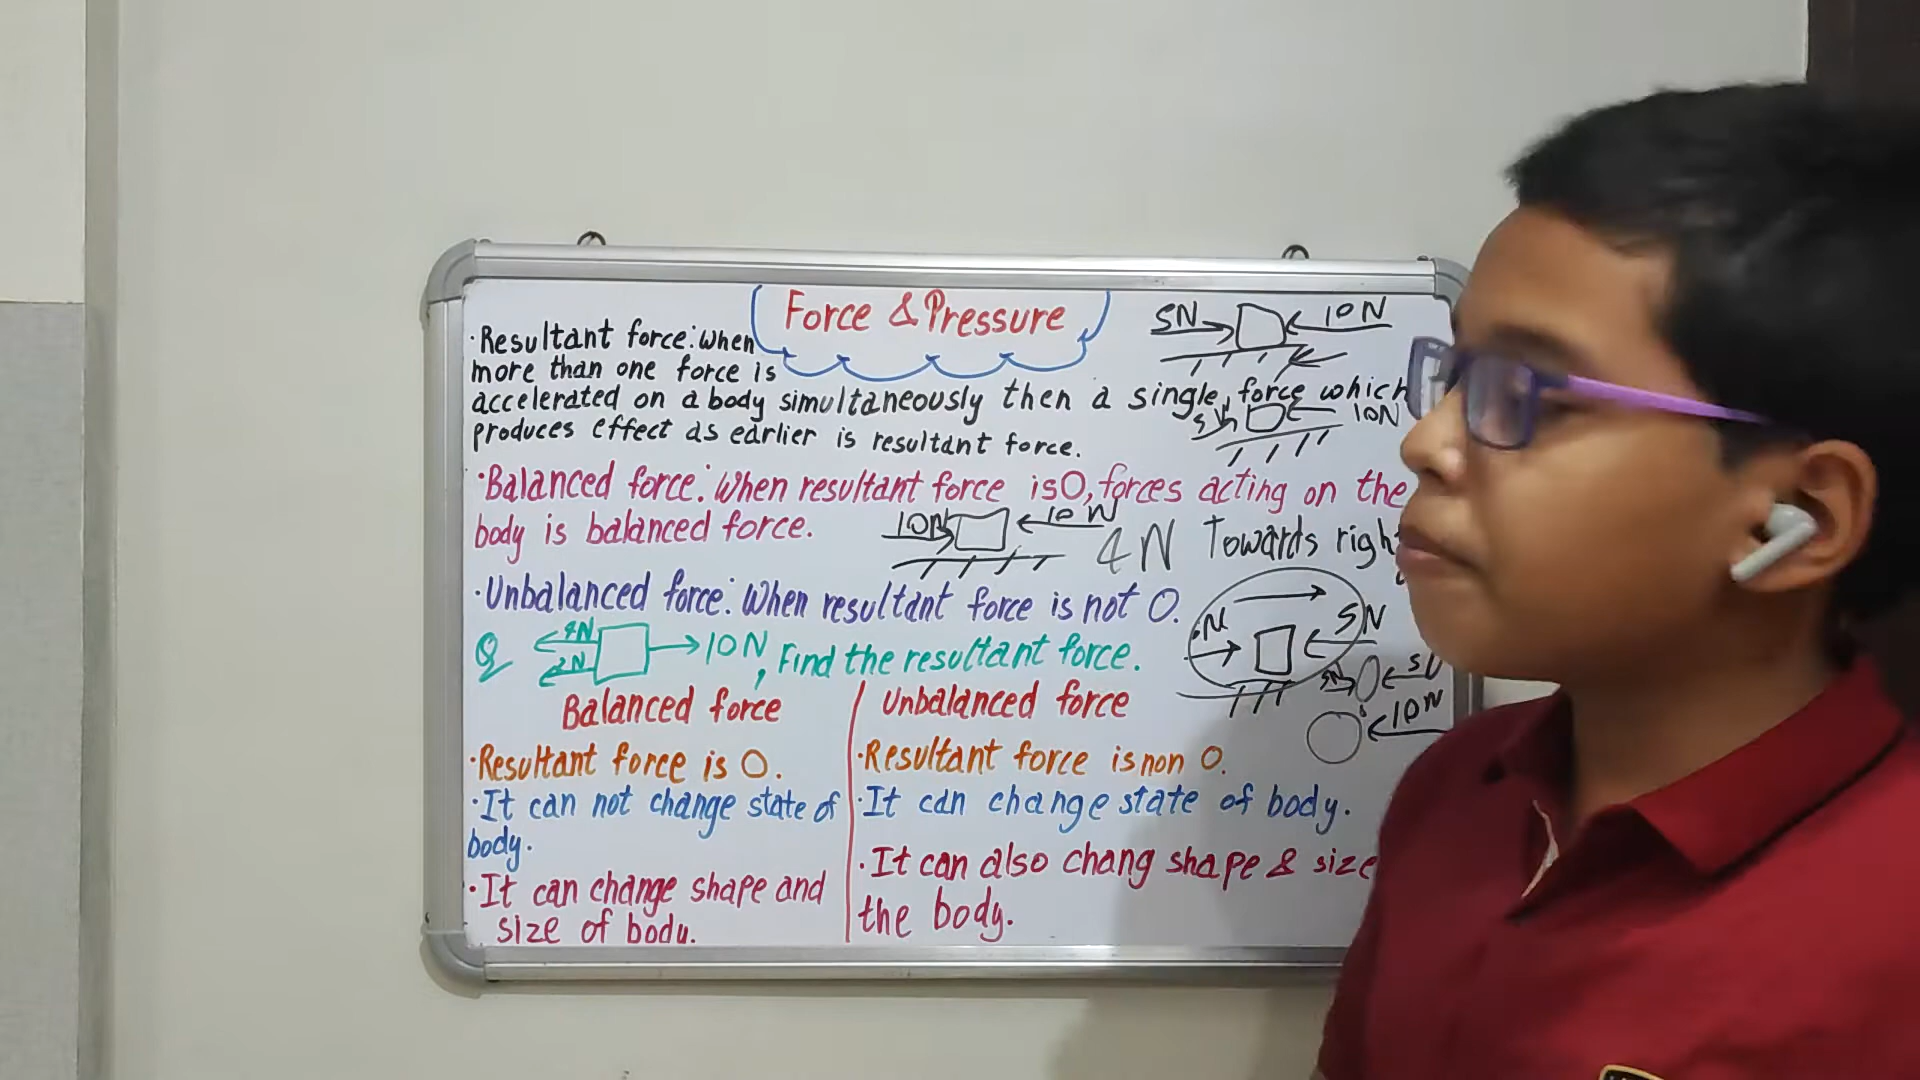 Force & Pressure
5N 10N
·Resultant force: When
more than one force is
accelerated on a body simultaneously then a single force which
10N
produces effect as earlier is resultant force.
·Balanced force: When resultant force is 0, forces acting on the
body is balanced force.
10N 10N
4N Towards right
·Unbalanced force: When resultant force is not 0.
5N
Q 4N 2N 10N, Find the resultant force.
5N
10N
Balanced force
Unbalanced force
·Resultant force is 0.
·It can not change state of
body.
·It can change shape and
size of body.
·Resultant force is non 0.
·It can change state of body.
·It can also chang shape & size
the body.